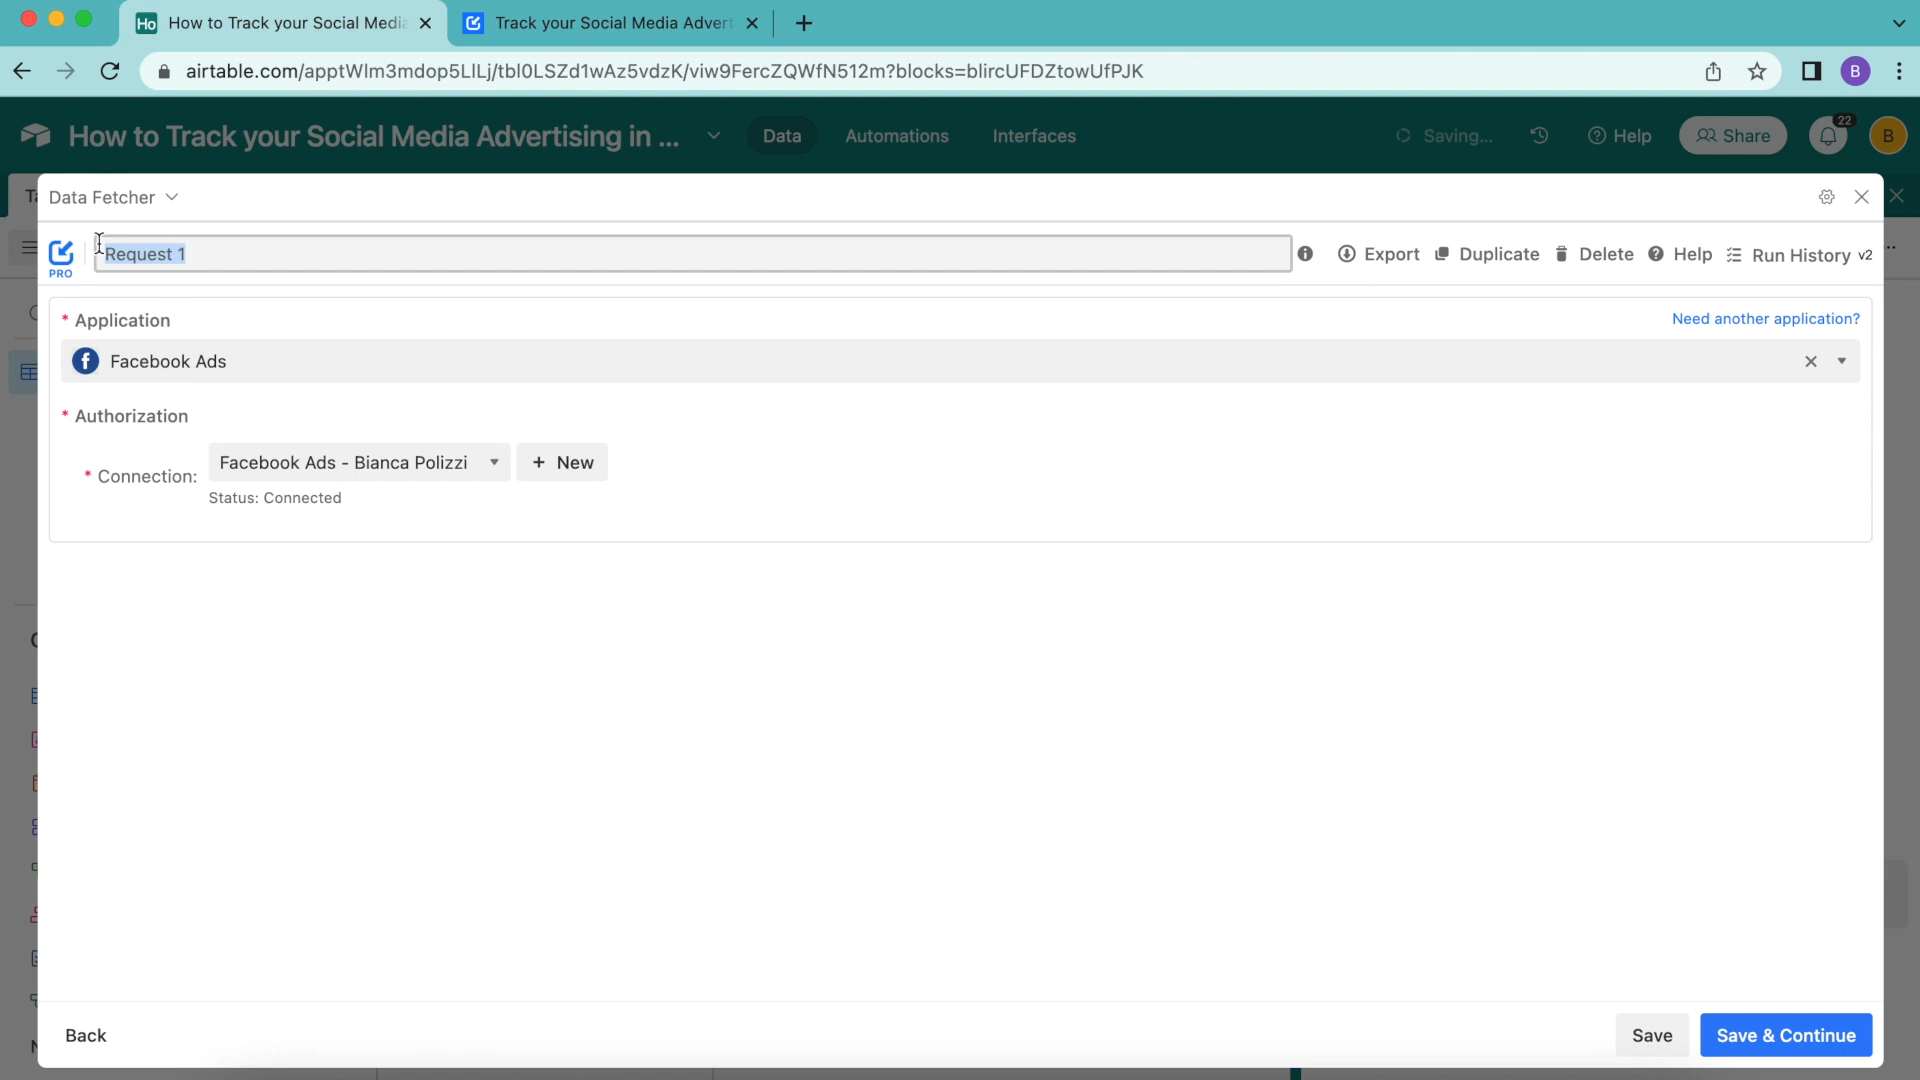 Ho How to Track your Social Media
Track your Social Media Advert
airtable.com/apptWlm3mdop5LlLj/tbl0LSZd1wAz5vdzK/viw9FercZQWfN512m?blocks=blircUFDZtowUfPJK
B
How to Track your Social Media Advertising in ...
Data
Automations
Interfaces
Saving...
Help
Share
22
B
Data Fetcher
PRO
Request 1
Export
Duplicate
Delete
Help
Run History v2
* Application
Need another application?
Facebook Ads
* Authorization
* Connection:
Facebook Ads - Bianca Polizzi
+ New
Status: Connected
Back
Save
Save & Continue